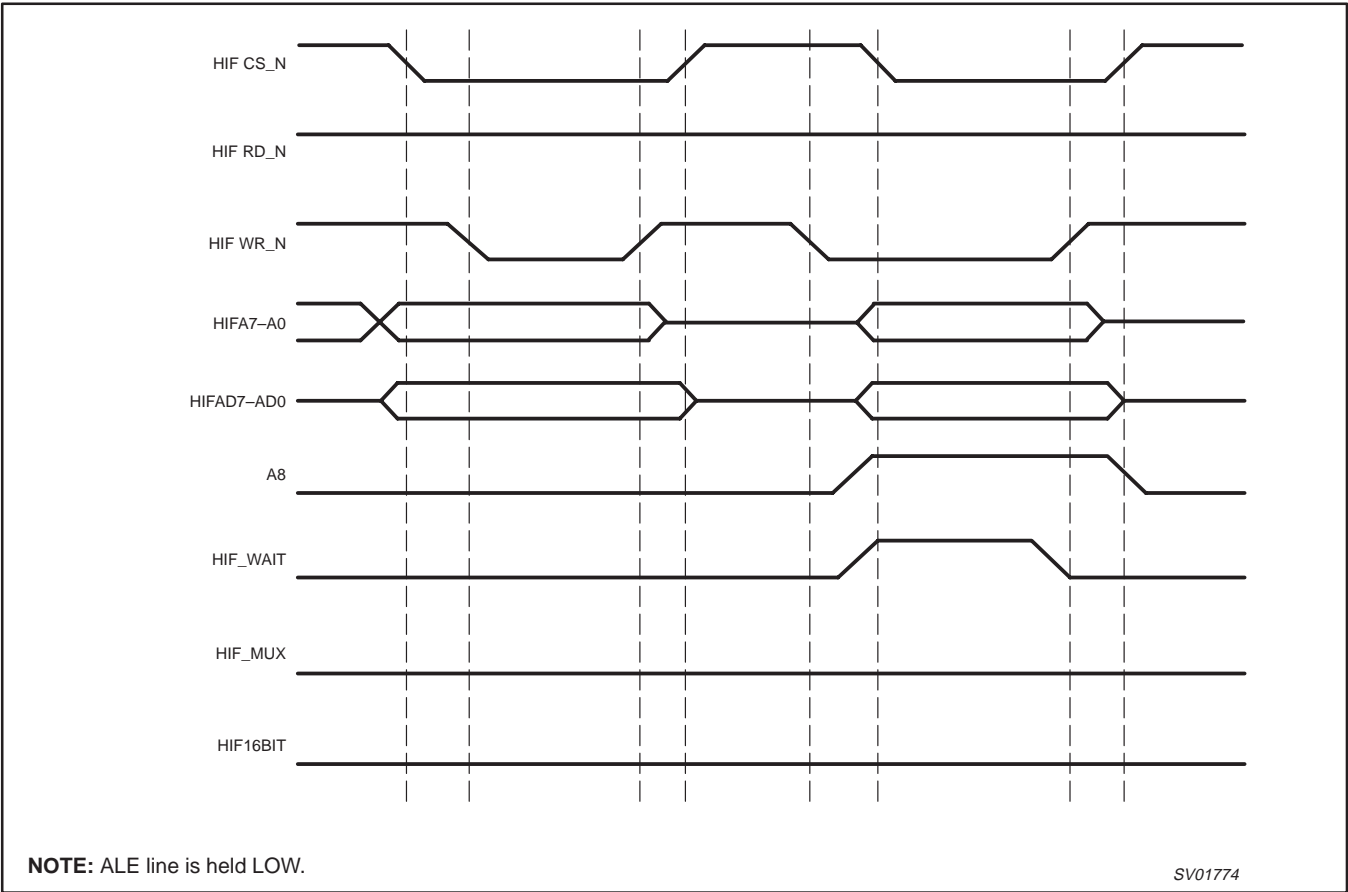 HIF CS_N
HIF RD_N
HIF WR_N
HIFA7–A0
HIFAD7–AD0
A8
HIF_WAIT
HIF_MUX
HIF16BIT
NOTE: ALE line is held LOW.
SV01774